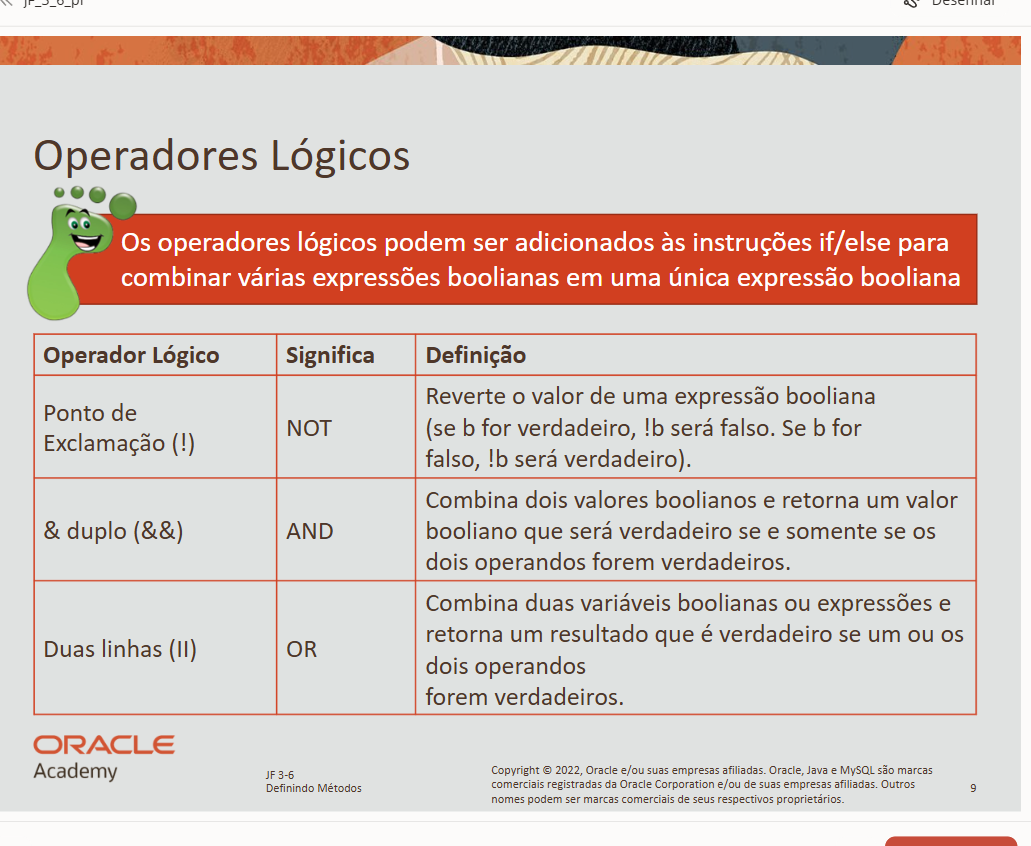 jF_3_6_pr
Desenhar
Operadores Lógicos
Os operadores lógicos podem ser adicionados às instruções if/else para
combinar várias expressões boolianas em uma única expressão booliana
Operador Lógico Significa Definição
Ponto de
Exclamação (!)
NOT
Reverte o valor de uma expressão booliana
(se b for verdadeiro, !b será falso. Se b for
falso, !b será verdadeiro).
& duplo (&&)
AND
Combina dois valores boolianos e retorna um valor
booliano que será verdadeiro se e somente se os
dois operandos forem verdadeiros.
Duas linhas (II)
OR
Combina duas variáveis boolianas ou expressões e
retorna um resultado que é verdadeiro se um ou os
dois operandos
forem verdadeiros.
ORACLE
Academy
JF 3-6
Definindo Métodos
Copyright © 2022, Oracle e/ou suas empresas afiliadas. Oracle, Java e MySQL são marcas
comerciais registradas da Oracle Corporation e/ou de suas empresas afiliadas. Outros
nomes podem ser marcas comerciais de seus respectivos proprietários.
9